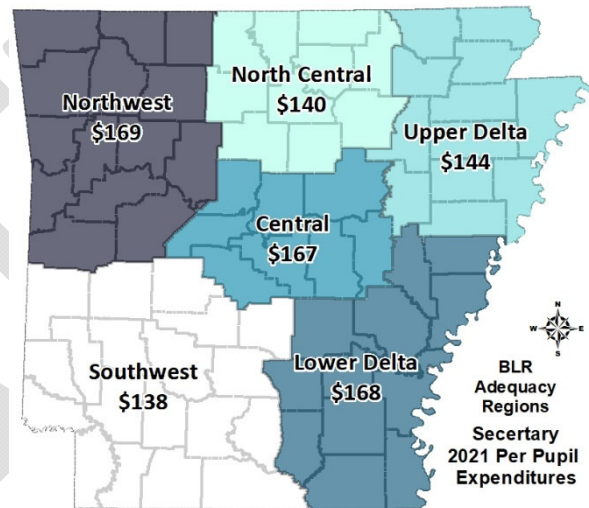 North Central
$140
Northwest
$169
Upper Delta
$144
Central
$167
Southwest
$138
Lower Delta
$168
N
W
E
S
BLR
Adequacy
Regions
Secertary
2021 Per Pupil
Expenditures